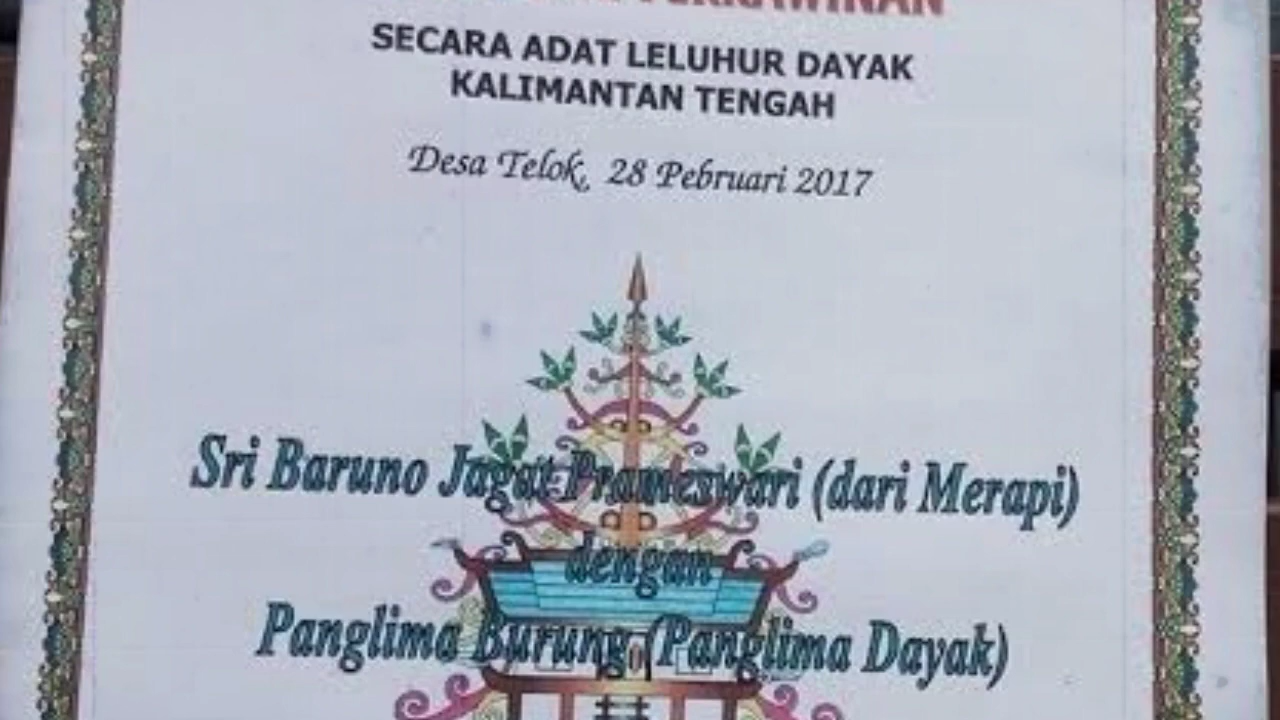 PERKAWINAN
SECARA ADAT LELUHUR DAYAK
KALIMANTAN TENGAH
Desa Telok, 28 Pebruari 2017
Sri Baruno Jagat Prameswari (dari Merapi)
dengan
Panglima Burung (Panglima Dayak)